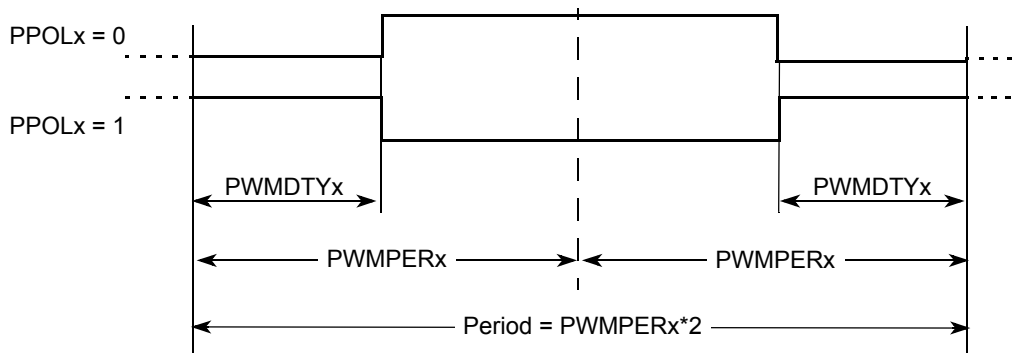 PPOLx = 0
PPOLx = 1
PWMDTYx PWMDTYx
PWMPERx PWMPERx
Period = PWMPERx*2